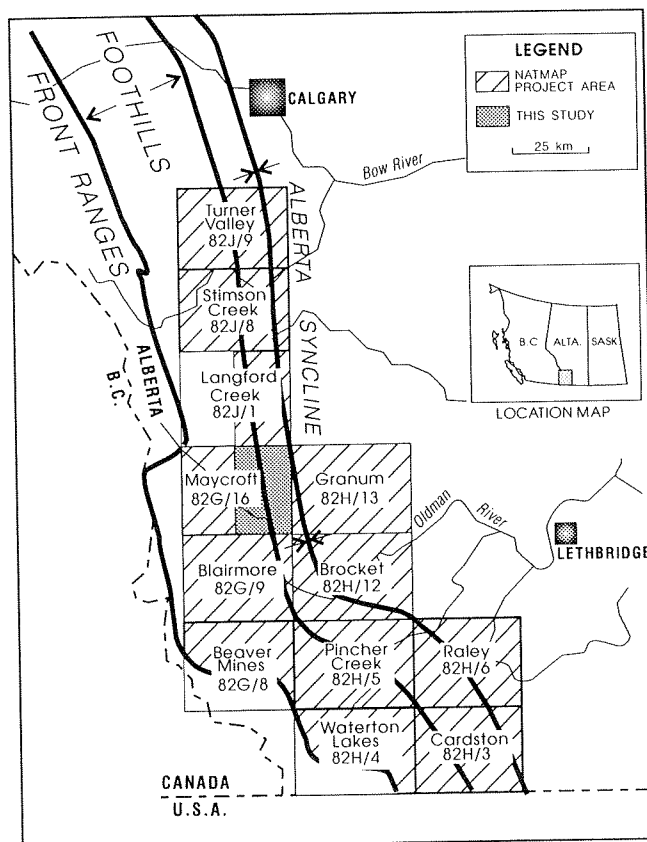 LEGEND
NATMAP
PROJECT AREA
THIS STUDY
25 km
FRONT RANGES
FOOTHILLS
CALGARY
Bow River
ALBERTA
SYNCLINE
Turner
Valley
82J/9
Stimson
Creek
82J/8
Langford
Creek
82J/1
ALBERTA
B.C.
B.C
ALTA.
SASK
LOCATION MAP
Maycroft
82G/16
Granum
82H/13
Oldman
River
LETHBRIDGE
Blairmore
82G/9
Brocket
82H/12
Beaver
Mines
82G/8
Pincher
Creek
82H/5
Raley
82H/6
Waterton
Lakes
82H/4
Cardston
82H/3
CANADA
U.S.A.